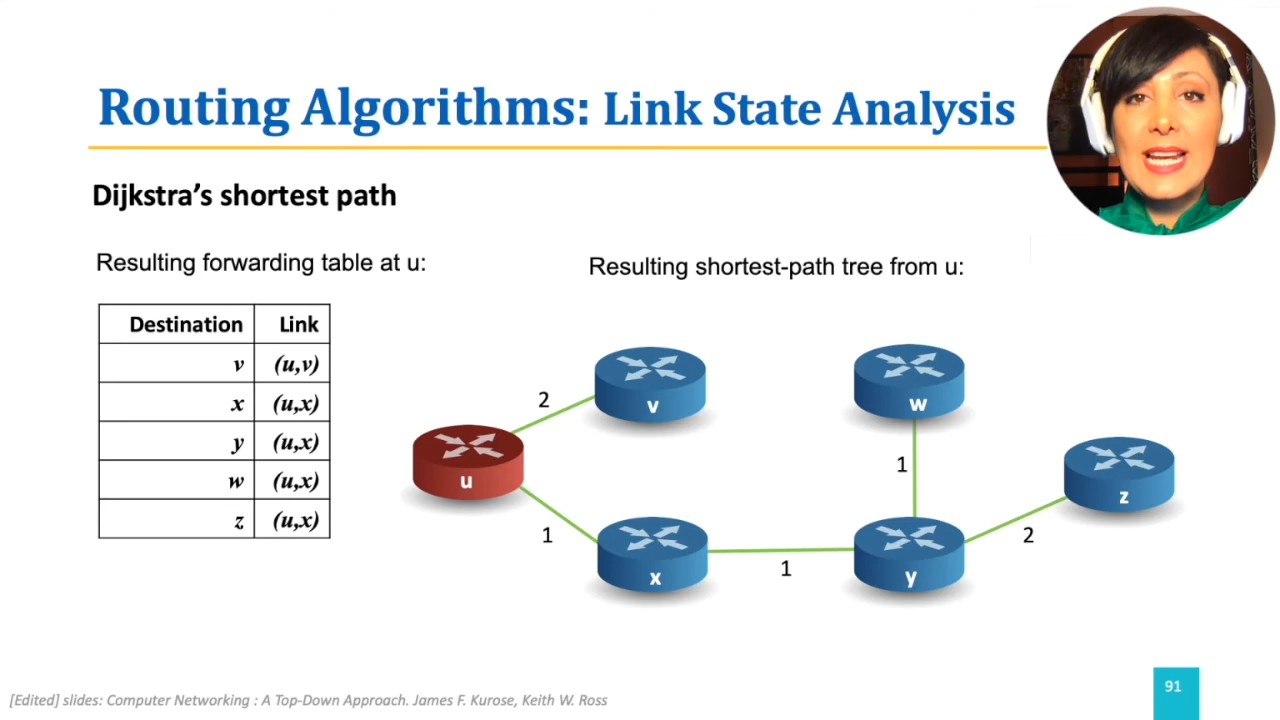 Routing Algorithms: Link State Analysis
Dijkstra’s shortest path
Resulting forwarding table at u:
Destination Link
v (u,v)
x (u,x)
y (u,x)
w (u,x)
z (u,x)
Resulting shortest-path tree from u:
v
w
2
u
1
z
1
2
x
1
y
[Edited] slides: Computer Networking : A Top-Down Approach. James F. Kurose, Keith W. Ross
91